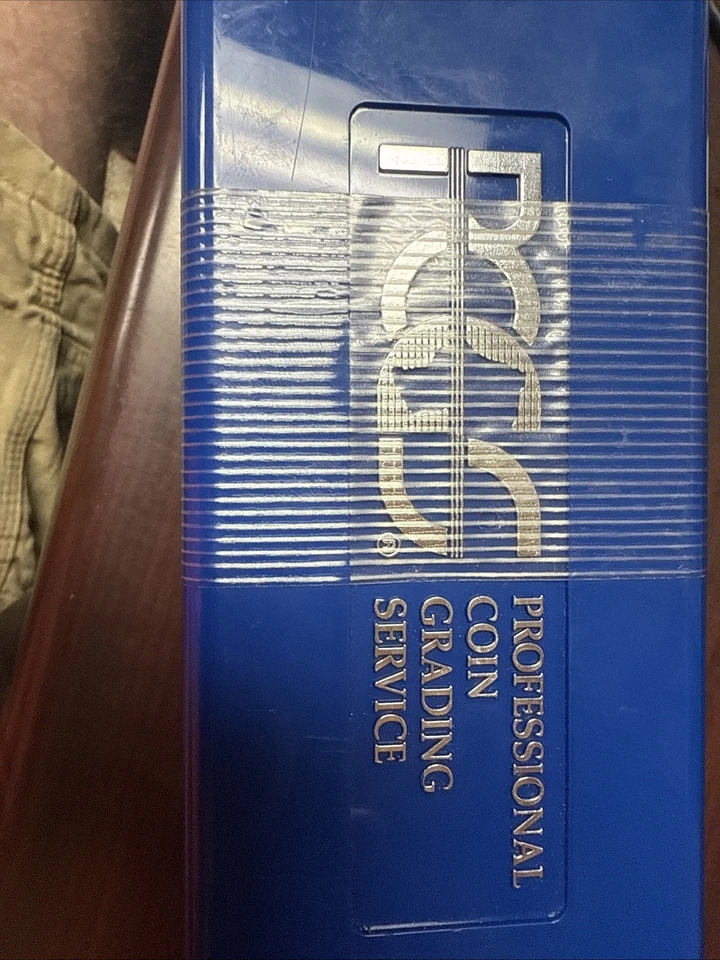 PCGS®
PROFESSIONAL
COIN
GRADING
SERVICE